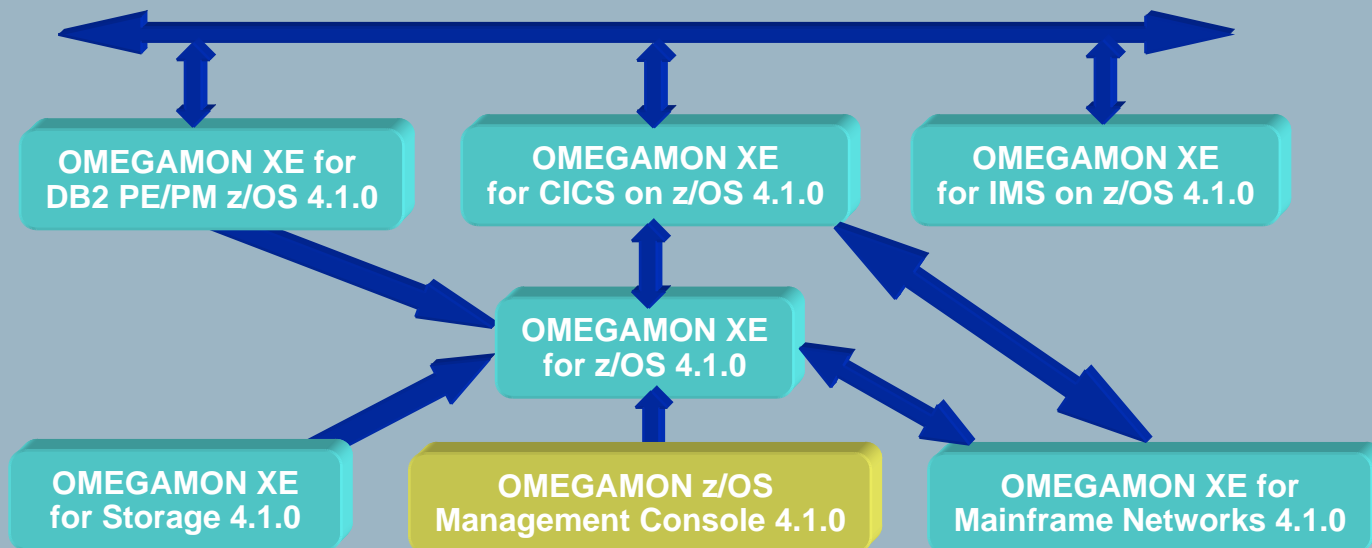 OMEGAMON XE for
DB2 PE/PM z/OS 4.1.0
OMEGAMON XE
for CICS on z/OS 4.1.0
OMEGAMON XE
for IMS on z/OS 4.1.0
OMEGAMON XE
for z/OS 4.1.0
OMEGAMON XE
for Storage 4.1.0
OMEGAMON z/OS
Management Console 4.1.0
OMEGAMON XE for
Mainframe Networks 4.1.0